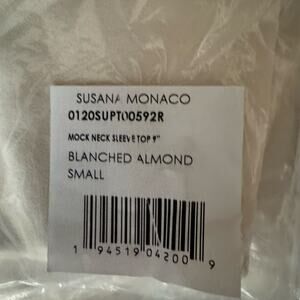 SUSANA MONACO
0120SUPT00592R
MOCK NECK SLEEVE TOP 9"
BLANCHED ALMOND
SMALL
1 94519 04200 9